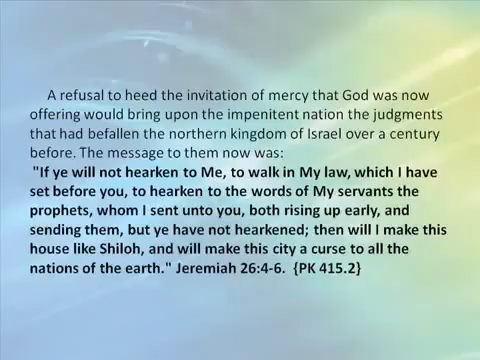 A refusal to heed the invitation of mercy that God was now
offering would bring upon the impenitent nation the judgments
that had befallen the northern kingdom of Israel over a century
before. The message to them now was:
"If ye will not hearken to Me, to walk in My law, which I have
set before you, to hearken to the words of My servants the
prophets, whom I sent unto you, both rising up early, and
sending them, but ye have not hearkened; then will I make this
house like Shiloh, and will make this city a curse to all the
nations of the earth." Jeremiah 26:4-6.  {PK 415.2}